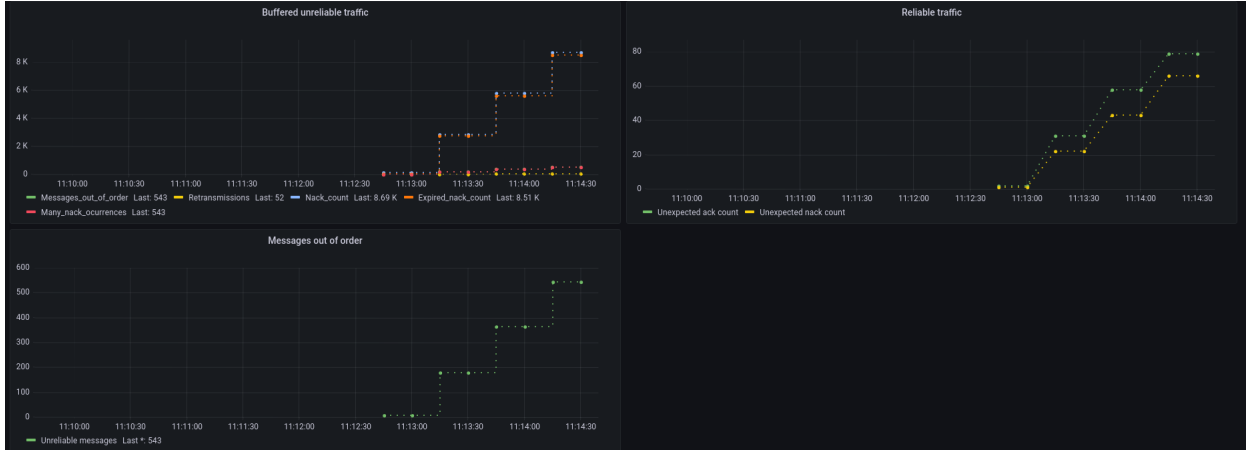 Buffered unreliable traffic
8 K
6 K
4 K
2 K
0
11:10:00 11:10:30 11:11:00 11:11:30 11:12:00 11:12:30 11:13:00 11:13:30 11:14:00 11:14:30
Messages_out_of_order Last: 543 Retransmissions Last: 52 Nack_count Last: 8.69 K Expired_nack_count Last: 8.51 K
Many_nack_ocurrences Last: 543
Reliable traffic
80
60
40
20
0
11:10:00 11:10:30 11:11:00 11:11:30 11:12:00 11:12:30 11:13:00 11:13:30 11:14:00 11:14:30
Unexpected ack count Unexpected nack count
Messages out of order
600
500
400
300
200
100
0
11:10:00 11:10:30 11:11:00 11:11:30 11:12:00 11:12:30 11:13:00 11:13:30 11:14:00 11:14:30
Unreliable messages Last *: 543